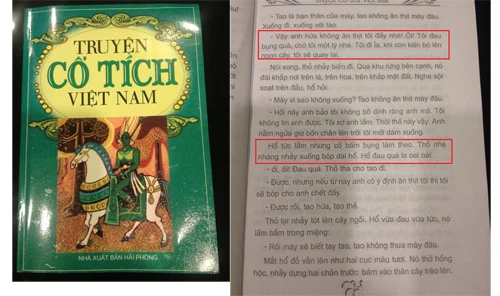 TRUYỆN
CỔ TÍCH
VIỆT NAM
NHÀ XUẤT BẢN HẢI PHÒNG
- Tao là bạn thân của mày, tao không ăn thịt mày đâu.
Xuống đi, xuống với tao.
- Vậy anh hứa không ăn thịt tôi đấy nhé! Ôi! Tôi đau
bụng quá, chờ tôi một tý nhé. Tôi đi ỉa, khi con kiến bò lên
ngọn cây, tôi sẽ quay lại.
Nói xong, thỏ nhảy biến đi. Qua khu rừng bên cạnh, nó
đái khắp nơi trên lá, trên hoa, trên khắp mặt đất. Nghe sột
soạt trên đầu, hổ hỏi:
- Mày vì sao không xuống? Tao không ăn thịt mày đâu.
- Hồi này anh bảo tôi không bỏ dính răng anh mà. Tôi
không tin anh được. Tôi sợ anh lắm. Thôi thế này vậy: Anh
nằm ngửa giơ bốn chân lên trời tôi mới dám xuống.
Hổ tức lắm nhưng cố bấm bụng làm theo. Thỏ nhẹ
nhàng nhảy xuống bóp dái hổ. Hổ đau quá la oai oái:
- ối, ối! Đau quá. Thỏ tha cho tao đi.
- Được, nhưng nếu từ nay anh có ý định ăn thịt tôi thì tôi
sẽ bóp cho anh chết đấy.
- Được rồi, tao hứa, tao thề.
Thỏ lại nhảy lót lên cây ngồi. Hổ vừa đau vừa tức, nó
lẩm bẩm trong miệng:
- Rồi mày sẽ biết tay tao, tao không thua mày đâu.
Mắt hổ đỏ vằn lên như hai cục máu tươi. Nó thở hồng
hộc, nhảy dựng hai chân trước bám vào thân cây trèo lên.